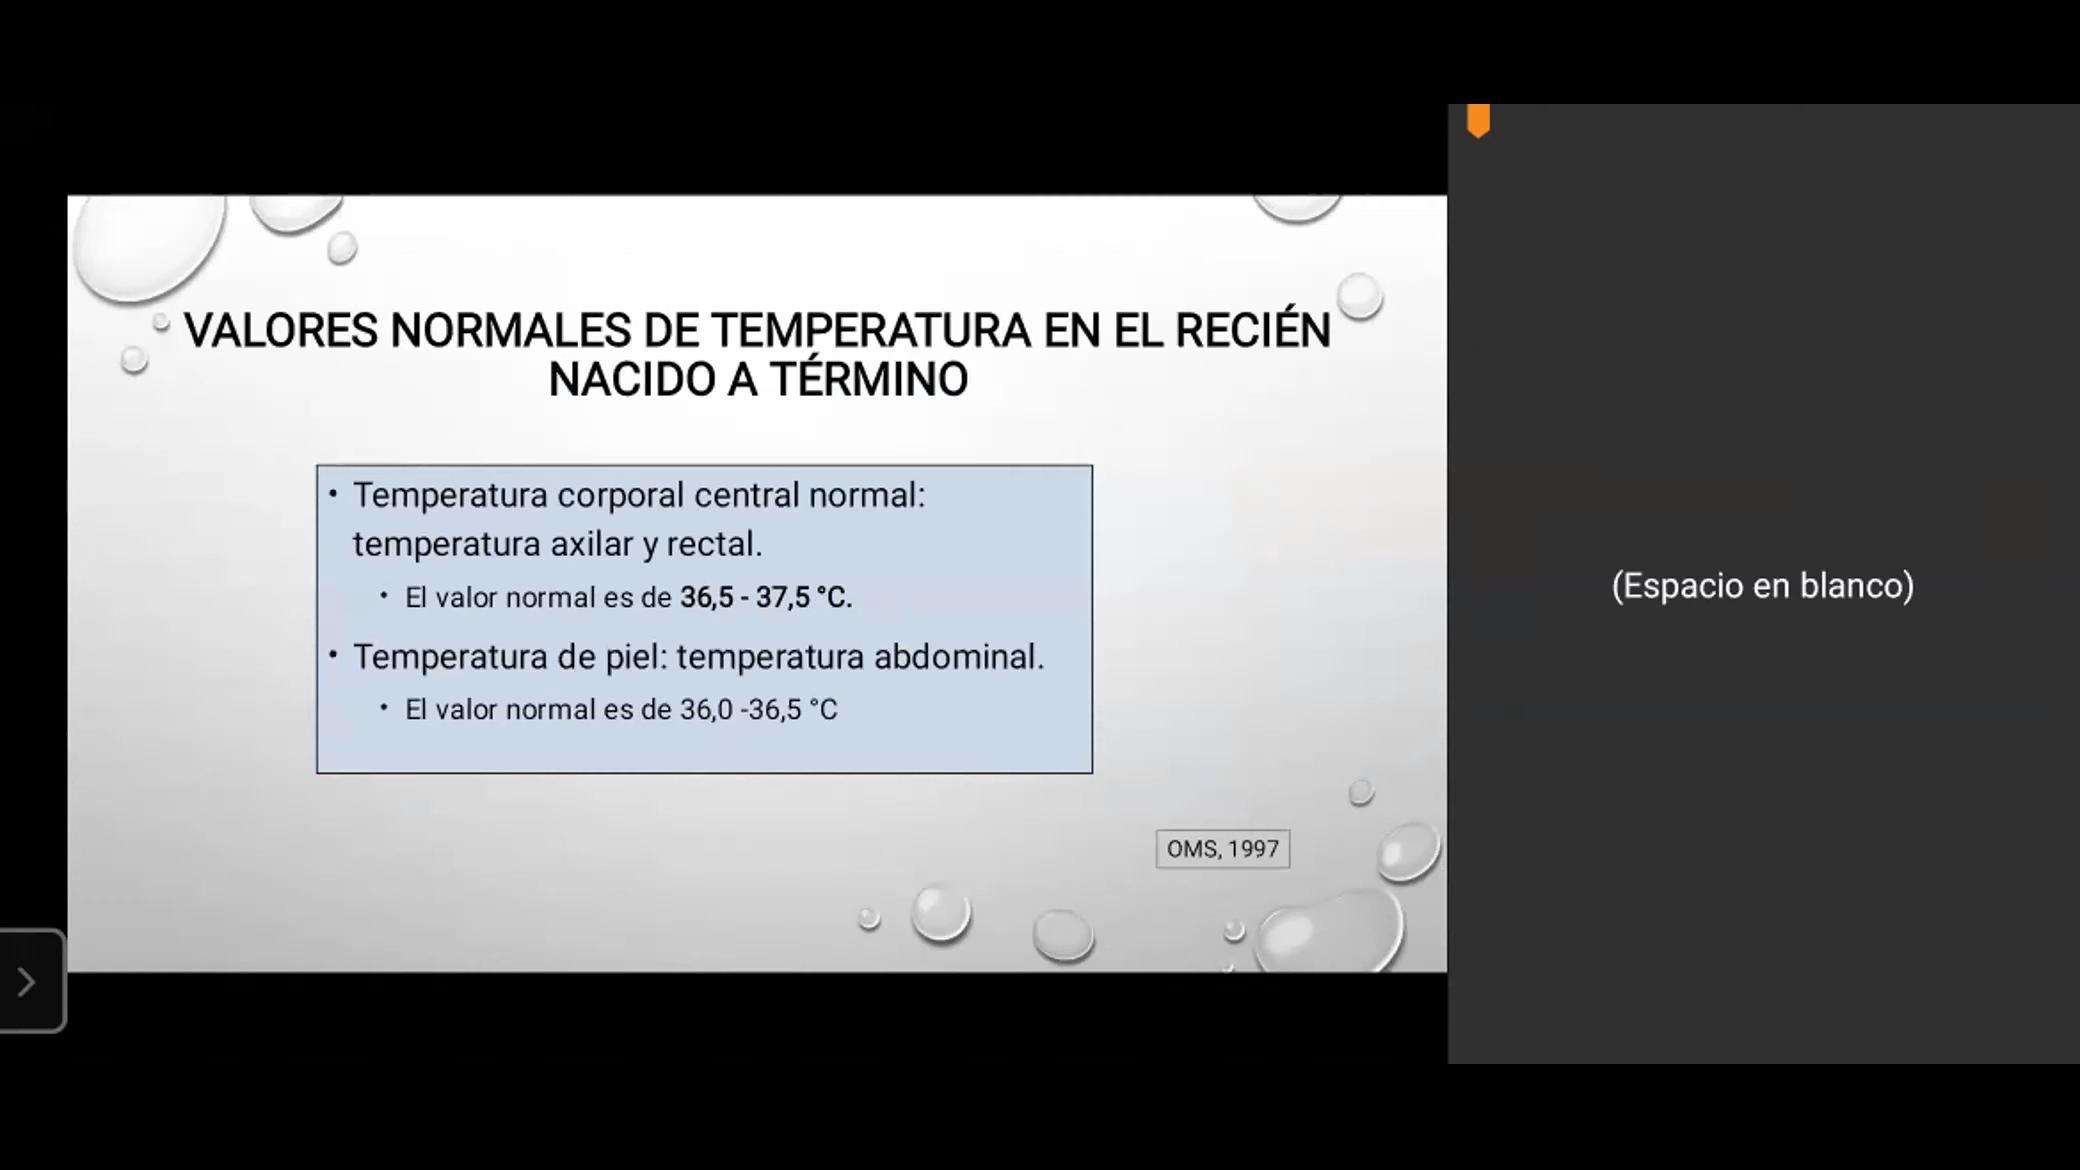 VALORES NORMALES DE TEMPERATURA EN EL RECIÉN
NACIDO A TÉRMINO
• Temperatura corporal central normal:
temperatura axilar y rectal.
• El valor normal es de 36,5 - 37,5 °C.
• Temperatura de piel: temperatura abdominal.
• El valor normal es de 36,0 -36,5 °C
OMS, 1997
(Espacio en blanco)